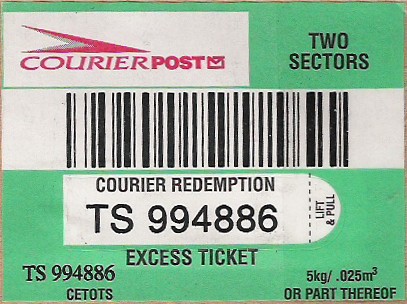 COURIERPOST
TWO
SECTORS
COURIER REDEMPTION
TS 994886
LIFT
& PULL
EXCESS TICKET
TS 994886
CETOTS
5kg/ .025m³
OR PART THEREOF